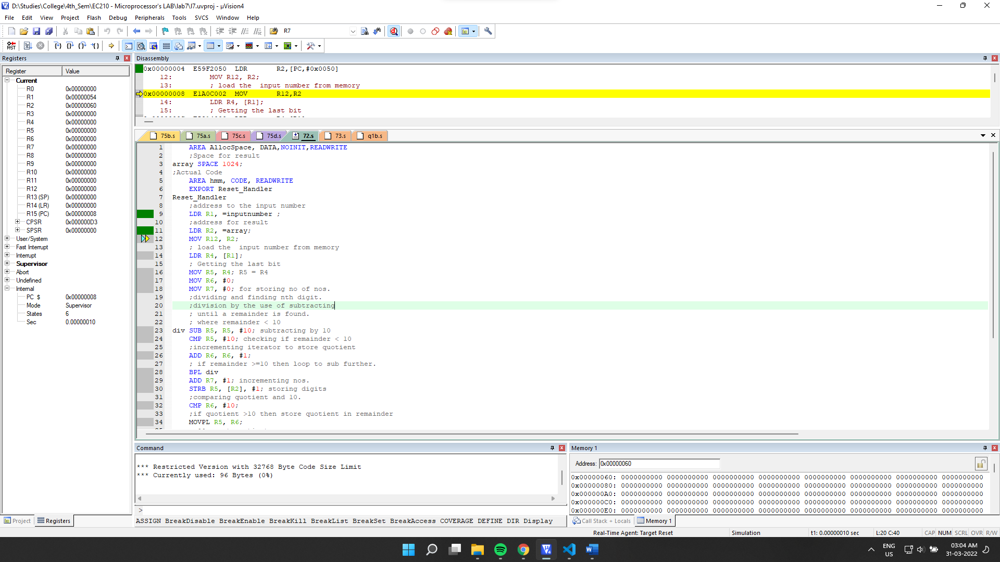 D:\Studies\College\4th_Sem\EC210 - Microprocessor's LAB\lab7\l7.uvproj - µVision4
File Edit View Project Flash Debug Peripherals Tools SVCS Window Help
R7
RST
Registers
Register Value
Current
R0 0x00000000
R1 0x00000054
R2 0x00000060
R3 0x00000000
R4 0x00000000
R5 0x00000000
R6 0x00000000
R7 0x00000000
R8 0x00000000
R9 0x00000000
R10 0x00000000
R11 0x00000000
R12 0x00000000
R13 (SP) 0x00000000
R14 (LR) 0x00000000
R15 (PC) 0x00000008
CPSR 0x000000D3
SPSR 0x00000000
User/System
Fast Interrupt
Interrupt
Supervisor
Abort
Undefined
Internal
PC $ 0x00000008
Mode Supervisor
States 6
Sec 0.00000010
Project Registers
Disassembly
0x00000004 E59F2050 LDR R2,[PC,#0x0050]
12: MOV R12, R2;
13: ; load the input number from memory
0x00000008 E1A0C002 MOV R12,R2
14: LDR R4, [R1];
15: ; Getting the last bit
75b.s 75a.s 75c.s 75d.s 72.s 73.s q1b.s
1 AREA AllocSpace, DATA,NOINIT,READWRITE
2 ;Space for result
3 array SPACE 1024;
4 ;Actual Code
5 AREA hmm, CODE, READWRITE
6 EXPORT Reset_Handler
7 Reset_Handler
8 ;address to the input number
9 LDR R1, =inputnumber ;
10 ;address for result
11 LDR R2, =array;
12 MOV R12, R2;
13 ; load the input number from memory
14 LDR R4, [R1];
15 ; Getting the last bit
16 MOV R5, R4; R5 = R4
17 MOV R6, #0;
18 MOV R7, #0; for storing no of nos.
19 ;dividing and finding nth digit.
20 ;division by the use of subtracting
21 ; until a remainder is found.
22 ; where remainder < 10
23 div SUB R5, R5, #10; subtracting by 10
24 CMP R5, #10; checking if remainder < 10
25 ;incrementing iterator to store quotient
26 ADD R6, R6, #1;
27 ; if remainder >=10 then loop to sub further.
28 BPL div
29 ADD R7, #1; incrementing nos.
30 STRB R5, [R2], #1; storing digits
31 ;comparing quotient and 10.
32 CMP R6, #10;
33 ;if quotient >10 then store quotient in remainder
34 MOVPL R5, R6;
Command
*** Restricted Version with 32768 Byte Code Size Limit
*** Currently used: 96 Bytes (0%)
>
ASSIGN BreakDisable BreakEnable BreakKill BreakList BreakSet BreakAccess COVERAGE DEFINE DIR Display
Memory 1
Address: 0x00000060
0x00000060: 0000000000 0000000000 0000000000 0000000000 0000000000 0000000000 0000000000 0000000000
0x00000080: 0000000000 0000000000 0000000000 0000000000 0000000000 0000000000 0000000000 0000000000
0x000000A0: 0000000000 0000000000 0000000000 0000000000 0000000000 0000000000 0000000000 0000000000
0x000000C0: 0000000000 0000000000 0000000000 0000000000 0000000000 0000000000 0000000000 0000000000
0x000000E0: 0000000000 0000000000 0000000000 0000000000 0000000000 0000000000 0000000000 0000000000
Call Stack + Locals Memory 1
Real-Time Agent: Target Reset Simulation t1: 0.00000010 sec L:20 C:40 CAP NUM SCRL OVR R/W
ENG
US
03:04 AM
31-03-2022